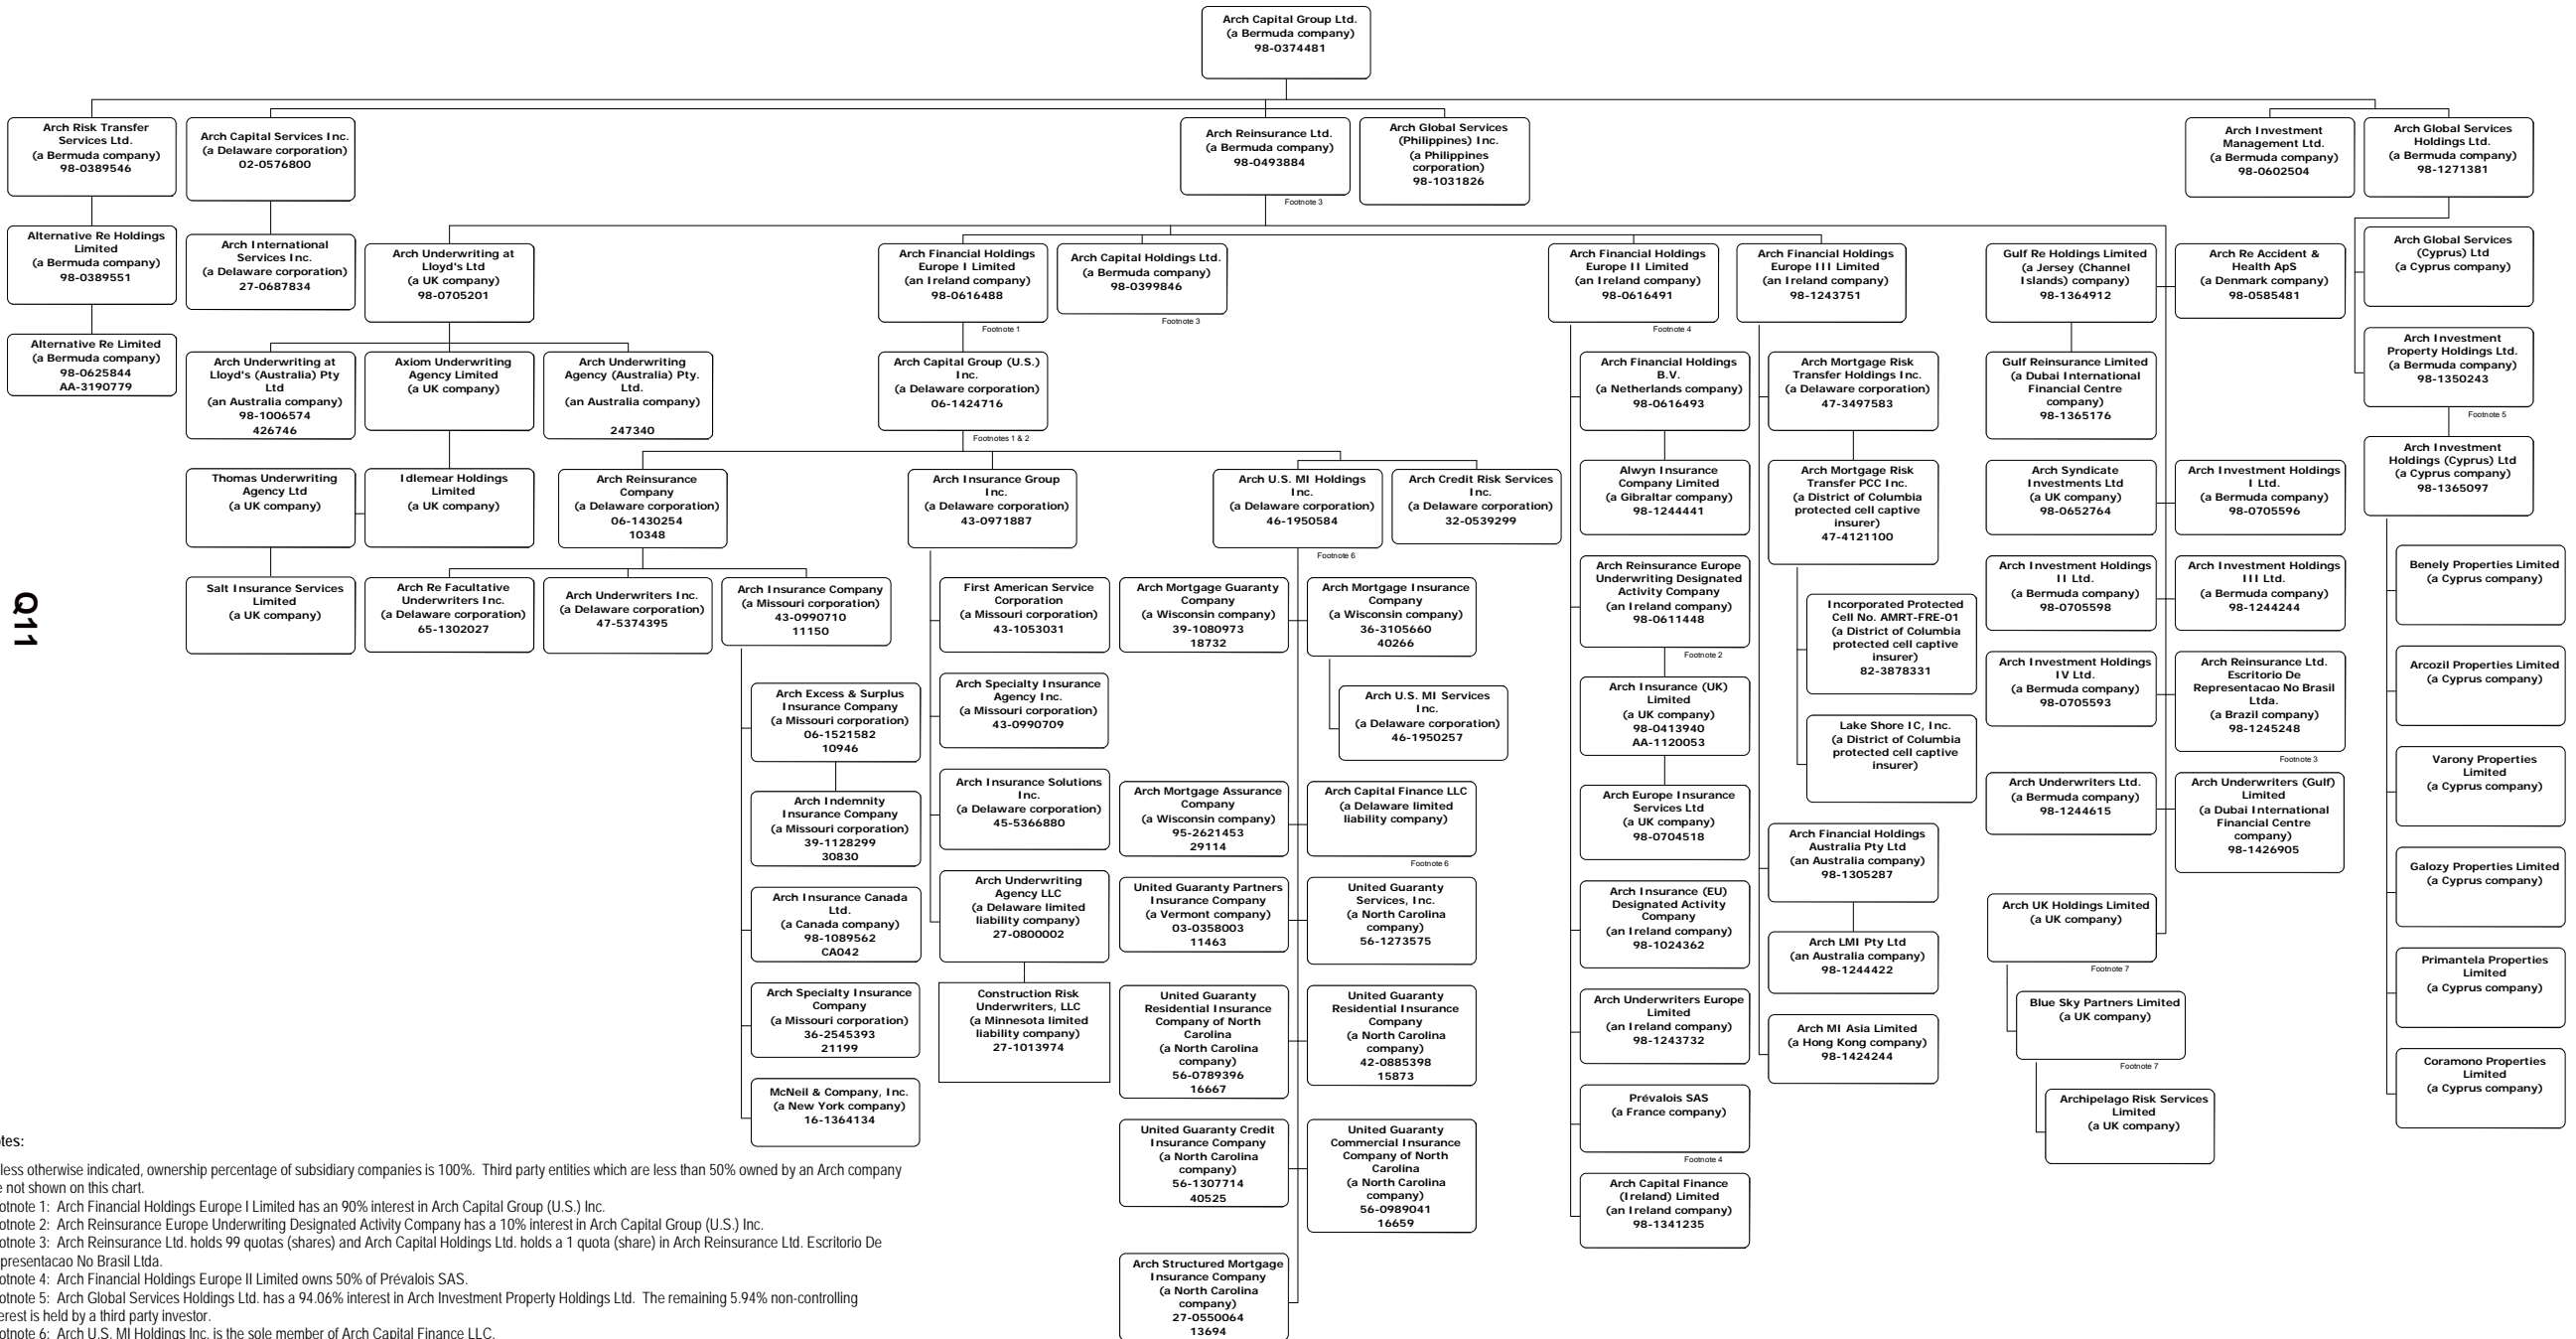 Arch Capital Group Ltd.
(a Bermuda company)
98-0374481
Arch Risk Transfer
Services Ltd.
(a Bermuda company)
98-0389546
Arch Capital Services Inc.
(a Delaware corporation)
02-0576800
Arch Reinsurance Ltd.
(a Bermuda company)
98-0493884
Footnote 3
Arch Global Services
(Philippines) Inc.
(a Philippines
corporation)
98-1031826
Arch Investment
Management Ltd.
(a Bermuda company)
98-0602504
Arch Global Services
Holdings Ltd.
(a Bermuda company)
98-1271381
Alternative Re Holdings
Limited
(a Bermuda company)
98-0389551
Arch International
Services Inc.
(a Delaware corporation)
27-0687834
Arch Underwriting at
Lloyd's Ltd
(a UK company)
98-0705201
Arch Financial Holdings
Europe I Limited
(an Ireland company)
98-0616488
Footnote 1
Arch Capital Holdings Ltd.
(a Bermuda company)
98-0399846
Footnote 3
Arch Financial Holdings
Europe II Limited
(an Ireland company)
98-0616491
Footnote 4
Arch Financial Holdings
Europe III Limited
(an Ireland company)
98-1243751
Gulf Re Holdings Limited
(a Jersey (Channel
Islands) company)
98-1364912
Arch Re Accident &
Health ApS
(a Denmark company)
98-0585481
Arch Global Services
(Cyprus) Ltd
(a Cyprus company)
Alternative Re Limited
(a Bermuda company)
98-0625844
AA-3190779
Arch Underwriting at
Lloyd's (Australia) Pty
Ltd
(an Australia company)
98-1006574
426746
Axiom Underwriting
Agency Limited
(a UK company)
Arch Underwriting
Agency (Australia) Pty.
Ltd.
(an Australia company)
247340
Arch Capital Group (U.S.)
Inc.
(a Delaware corporation)
06-1424716
Footnotes 1 & 2
Arch Financial Holdings
B.V.
(a Netherlands company)
98-0616493
Arch Mortgage Risk
Transfer Holdings Inc.
(a Delaware corporation)
47-3497583
Gulf Reinsurance Limited
(a Dubai International
Financial Centre
company)
98-1365176
Arch Investment
Property Holdings Ltd.
(a Bermuda company)
98-1350243
Footnote 5
Thomas Underwriting
Agency Ltd
(a UK company)
Idlemear Holdings
Limited
(a UK company)
Arch Reinsurance
Company
(a Delaware corporation)
06-1430254
10348
Arch Insurance Group
Inc.
(a Delaware corporation)
43-0971887
Arch U.S. MI Holdings
Inc.
(a Delaware corporation)
46-1950584
Footnote 6
Arch Credit Risk Services
Inc.
(a Delaware corporation)
32-0539299
Alwyn Insurance
Company Limited
(a Gibraltar company)
98-1244441
Arch Mortgage Risk
Transfer PCC Inc.
(a District of Columbia
protected cell captive
insurer)
47-4121100
Arch Syndicate
Investments Ltd
(a UK company)
98-0652764
Arch Investment Holdings
I Ltd.
(a Bermuda company)
98-0705596
Arch Investment
Holdings (Cyprus) Ltd
(a Cyprus company)
98-1365097
Salt Insurance Services
Limited
(a UK company)
Arch Re Facultative
Underwriters Inc.
(a Delaware corporation)
65-1302027
Arch Underwriters Inc.
(a Delaware corporation)
47-5374395
Arch Insurance Company
(a Missouri corporation)
43-0990710
11150
First American Service
Corporation
(a Missouri corporation)
43-1053031
Arch Mortgage Guaranty
Company
(a Wisconsin company)
39-1080973
18732
Arch Mortgage Insurance
Company
(a Wisconsin company)
36-3105660
40266
Arch Reinsurance Europe
Underwriting Designated
Activity Company
(an Ireland company)
98-0611448
Footnote 2
Incorporated Protected
Cell No. AMRT-FRE-01
(a District of Columbia
protected cell captive
insurer)
82-3878331
Arch Investment Holdings
II Ltd.
(a Bermuda company)
98-0705598
Arch Investment Holdings
III Ltd.
(a Bermuda company)
98-1244244
Benely Properties Limited
(a Cyprus company)
Q11
Arch Excess & Surplus
Insurance Company
(a Missouri corporation)
06-1521582
10946
Arch Specialty Insurance
Agency Inc.
(a Missouri corporation)
43-0990709
Arch U.S. MI Services
Inc.
(a Delaware corporation)
46-1950257
Arch Insurance (UK)
Limited
(a UK company)
98-0413940
AA-1120053
Lake Shore IC, Inc.
(a District of Columbia
protected cell captive
insurer)
Arch Investment Holdings
IV Ltd.
(a Bermuda company)
98-0705593
Arch Reinsurance Ltd.
Escritorio De
Representacao No Brasil
Ltda.
(a Brazil company)
98-1245248
Footnote 3
Arcozil Properties Limited
(a Cyprus company)
Arch Indemnity
Insurance Company
(a Missouri corporation)
39-1128299
30830
Arch Insurance Solutions
Inc.
(a Delaware corporation)
45-5366880
Arch Mortgage Assurance
Company
(a Wisconsin company)
95-2621453
29114
Arch Capital Finance LLC
(a Delaware limited
liability company)
Footnote 6
Arch Europe Insurance
Services Ltd
(a UK company)
98-0704518
Arch Financial Holdings
Australia Pty Ltd
(an Australia company)
98-1305287
Arch Underwriters Ltd.
(a Bermuda company)
98-1244615
Arch Underwriters (Gulf)
Limited
(a Dubai International
Financial Centre
company)
98-1426905
Varony Properties
Limited
(a Cyprus company)
Arch Insurance Canada
Ltd.
(a Canada company)
98-1089562
CA042
Arch Underwriting
Agency LLC
(a Delaware limited
liability company)
27-0800002
United Guaranty Partners
Insurance Company
(a Vermont company)
03-0358003
11463
United Guaranty
Services, Inc.
(a North Carolina
company)
56-1273575
Arch Insurance (EU)
Designated Activity
Company
(an Ireland company)
98-1024362
Arch LMI Pty Ltd
(an Australia company)
98-1244422
Arch UK Holdings Limited
(a UK company)
Footnote 7
Galozy Properties Limited
(a Cyprus company)
Arch Specialty Insurance
Company
(a Missouri corporation)
36-2545393
21199
Construction Risk
Underwriters, LLC
(a Minnesota limited
liability company)
27-1013974
United Guaranty
Residential Insurance
Company of North
Carolina
(a North Carolina
company)
56-0789396
16667
United Guaranty
Residential Insurance
Company
(a North Carolina
company)
42-0885398
15873
Arch Underwriters Europe
Limited
(an Ireland company)
98-1243732
Arch MI Asia Limited
(a Hong Kong company)
98-1424244
Blue Sky Partners Limited
(a UK company)
Footnote 7
Primantela Properties
Limited
(a Cyprus company)
McNeil & Company, Inc.
(a New York company)
16-1364134
United Guaranty Credit
Insurance Company
(a North Carolina
company)
56-1307714
40525
United Guaranty
Commercial Insurance
Company of North
Carolina
(a North Carolina
company)
56-0989041
16659
Prévalois SAS
(a France company)
Footnote 4
Archipelago Risk Services
Limited
(a UK company)
Coramono Properties
Limited
(a Cyprus company)
Arch Structured Mortgage
Insurance Company
(a North Carolina
company)
27-0550064
13694
Arch Capital Finance
(Ireland) Limited
(an Ireland company)
98-1341235
otes:
less otherwise indicated, ownership percentage of subsidiary companies is 100%. Third party entities which are less than 50% owned by an Arch company
e not shown on this chart.
otnote 1: Arch Financial Holdings Europe I Limited has an 90% interest in Arch Capital Group (U.S.) Inc.
otnote 2: Arch Reinsurance Europe Underwriting Designated Activity Company has a 10% interest in Arch Capital Group (U.S.) Inc.
otnote 3: Arch Reinsurance Ltd. holds 99 quotas (shares) and Arch Capital Holdings Ltd. holds a 1 quota (share) in Arch Reinsurance Ltd. Escritorio De
presentacao No Brasil Ltda.
otnote 4: Arch Financial Holdings Europe II Limited owns 50% of Prévalois SAS.
otnote 5: Arch Global Services Holdings Ltd. has a 94.06% interest in Arch Investment Property Holdings Ltd. The remaining 5.94% non-controlling
erest is held by a third party investor.
otnote 6: Arch U.S. MI Holdings Inc. is the sole member of Arch Capital Finance LLC.